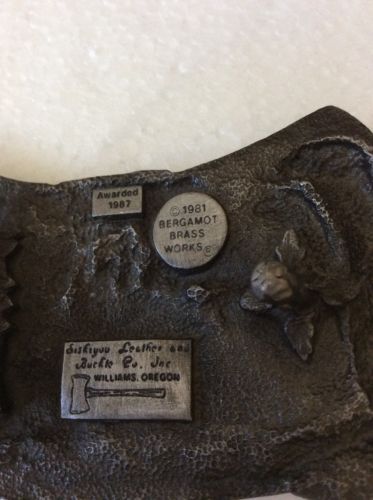 Awarded
1987
© 1981
BERGAMOT
BRASS
WORKS
Siskiyou Leather and
Buckle Co., Inc
WILLIAMS, OREGON